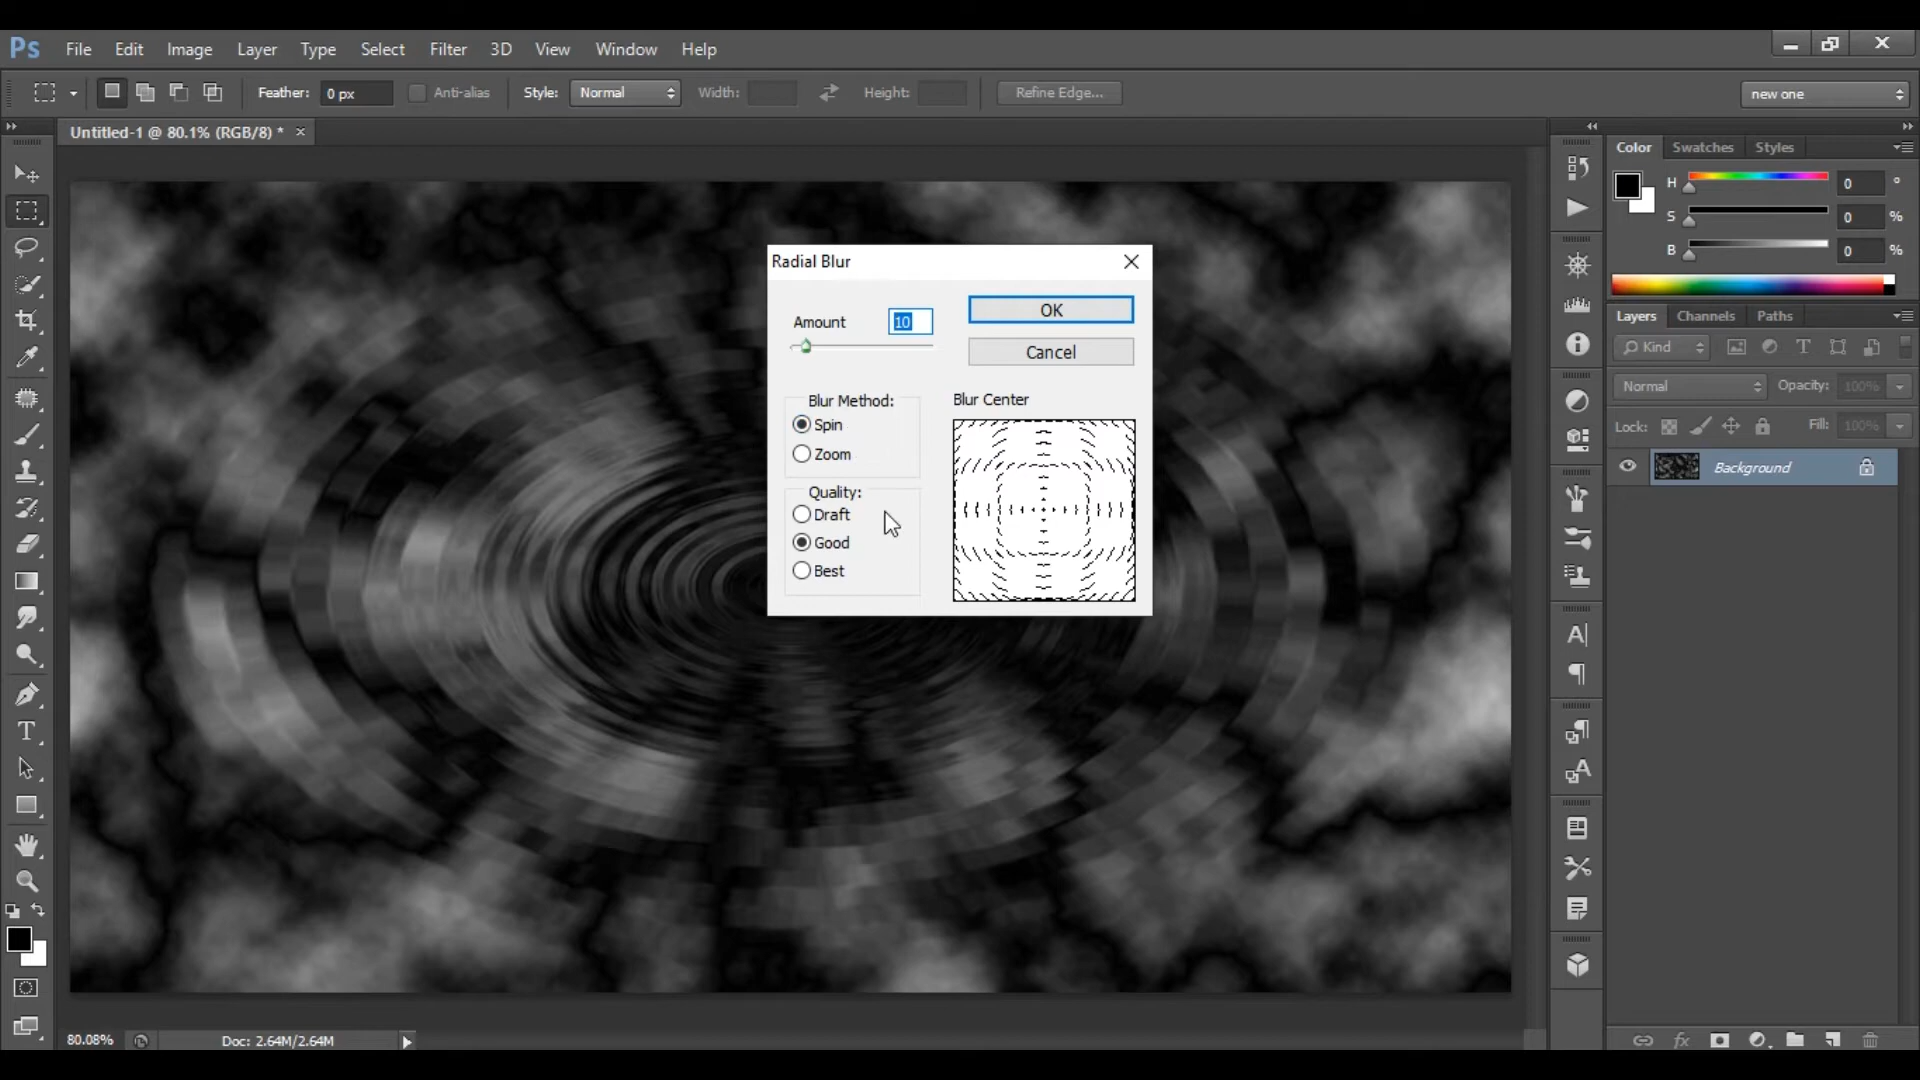 Ps File Edit Image Layer Type Select Filter 3D View Window Help
Feather: 0 px Anti-alias Style: Normal Width: Height: Refine Edge... new one
Untitled-1 @ 80.1% (RGB/8) * ×
Color Swatches Styles
H 0 °
S 0 %
B 0 %
Radial Blur
Amount 10
OK
Cancel
Blur Method:
Spin
Zoom
Quality:
Draft
Good
Best
Blur Center
Layers Channels Paths
Kind
Normal Opacity: 100%
Lock: Fill: 100%
Background
80.08% Doc: 2.64M/2.64M